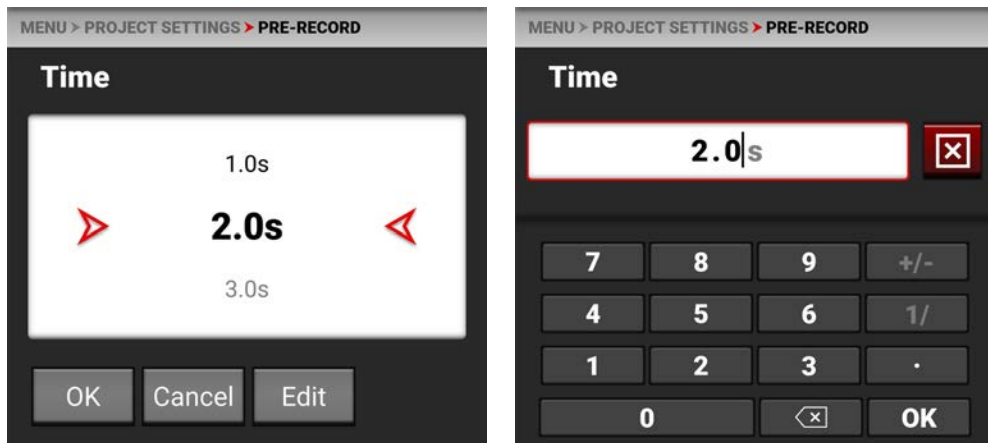 MENU > PROJECT SETTINGS > PRE-RECORD
Time
1.0s
2.0s
3.0s
OK Cancel Edit
MENU > PROJECT SETTINGS > PRE-RECORD
Time
2.0s
7 8 9 +/-
4 5 6 1/
1 2 3 .
0 OK